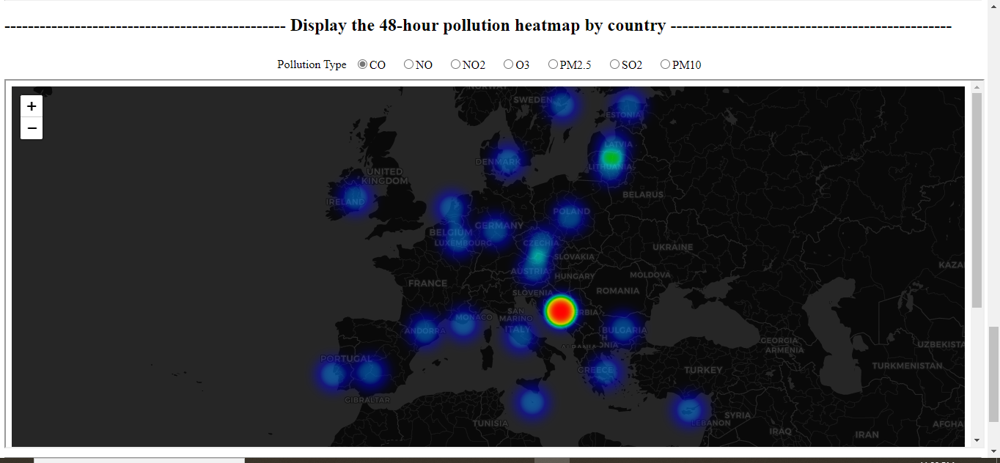 ------------------------------------------------ Display the 48-hour pollution heatmap by country ------------------------------------------------
Pollution Type CO NO NO2 O3 PM2.5 SO2 PM10
+
−
NORWAY
SWEDEN
ESTONIA
LATVIA
DENMARK
LITHUANIA
UNITED
KINGDOM
BELARUS
IRELAND
POLAND
GERMANY
BELGIUM
LUXEMBOURG
CZECHIA
UKRAINE
SLOVAKIA
KAZA
AUSTRIA
HUNGARY
MOLDOVA
FRANCE
SLOVENIA
ROMANIA
SAN
MARINO
RBIA
MONACO
ANDORRA
ITALY
BULGARIA
H
ONIA
ALBANIA
GEORGIA
ARMENIA
UZBEKISTA
PORTUGAL
TURKMENISTAN
GREECE
TURKEY
GIBRALTAR
SYRIA
LEBANON
TUNISIA
IRAQ
IRAN
AFGHA